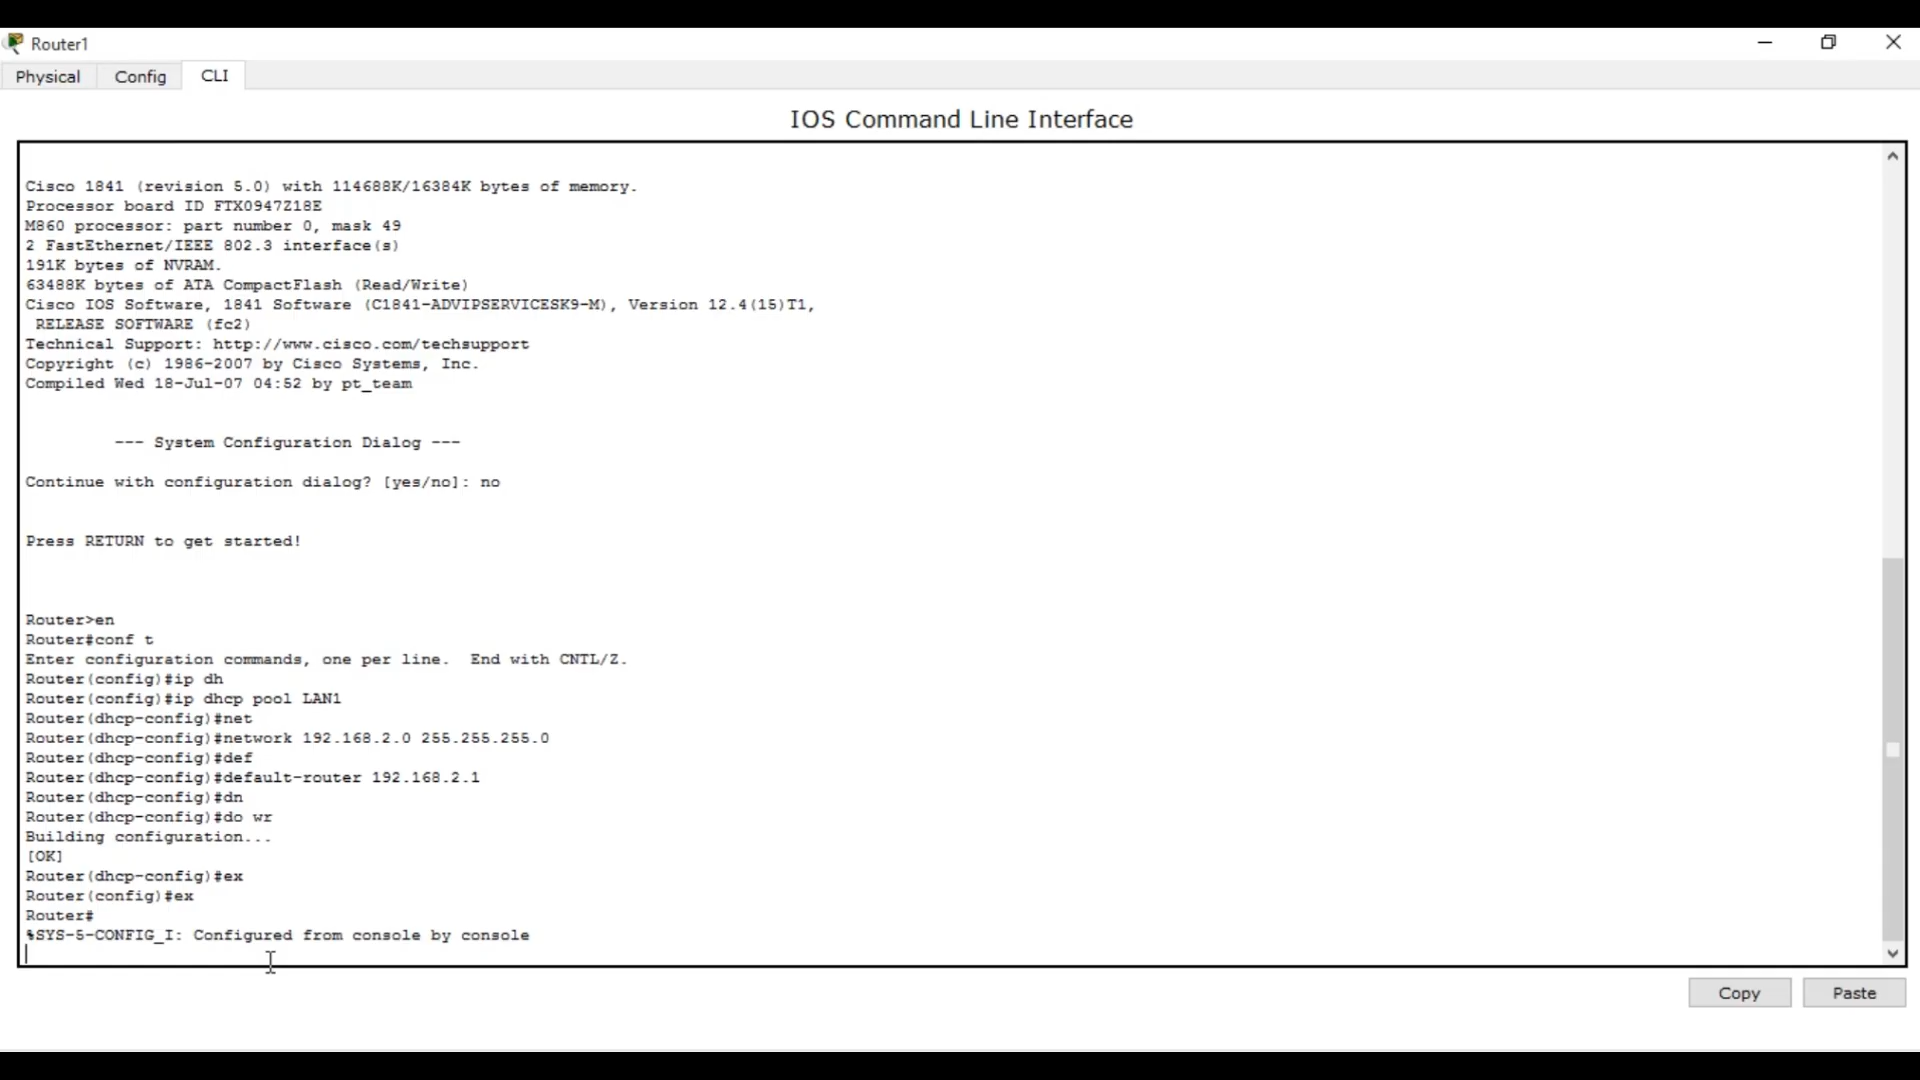 Router1
Physical Config CLI
IOS Command Line Interface
Cisco 1841 (revision 5.0) with 114688K/16384K bytes of memory.
Processor board ID FTX0947Z18E
M860 processor: part number 0, mask 49
2 FastEthernet/IEEE 802.3 interface(s)
191K bytes of NVRAM.
63488K bytes of ATA CompactFlash (Read/Write)
Cisco IOS Software, 1841 Software (C1841-ADVIPSERVICESK9-M), Version 12.4(15)T1,
RELEASE SOFTWARE (fc2)
Technical Support: http://www.cisco.com/techsupport
Copyright (c) 1986-2007 by Cisco Systems, Inc.
Compiled Wed 18-Jul-07 04:52 by pt_team
--- System Configuration Dialog ---
Continue with configuration dialog? [yes/no]: no
Press RETURN to get started!
Router>en
Router#conf t
Enter configuration commands, one per line.  End with CNTL/Z.
Router(config)#ip dh
Router(config)#ip dhcp pool LAN1
Router(dhcp-config)#net
Router(dhcp-config)#network 192.168.2.0 255.255.255.0
Router(dhcp-config)#def
Router(dhcp-config)#default-router 192.168.2.1
Router(dhcp-config)#dn
Router(dhcp-config)#do wr
Building configuration...
[OK]
Router(dhcp-config)#ex
Router(config)#ex
Router#
%SYS-5-CONFIG_I: Configured from console by console
Copy Paste